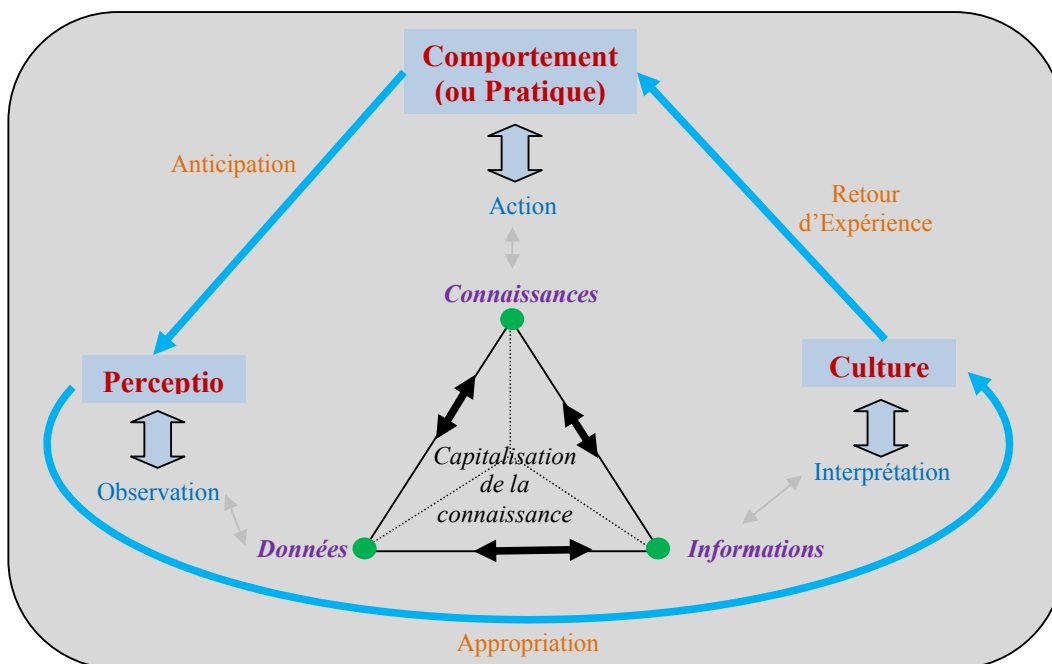 Comportement
(ou Pratique)
Anticipation
Action
Retour
d’Expérience
Connaissances
Perceptio
Culture
Capitalisation
de la
connaissance
Observation
Interprétation
Données
Informations
Appropriation